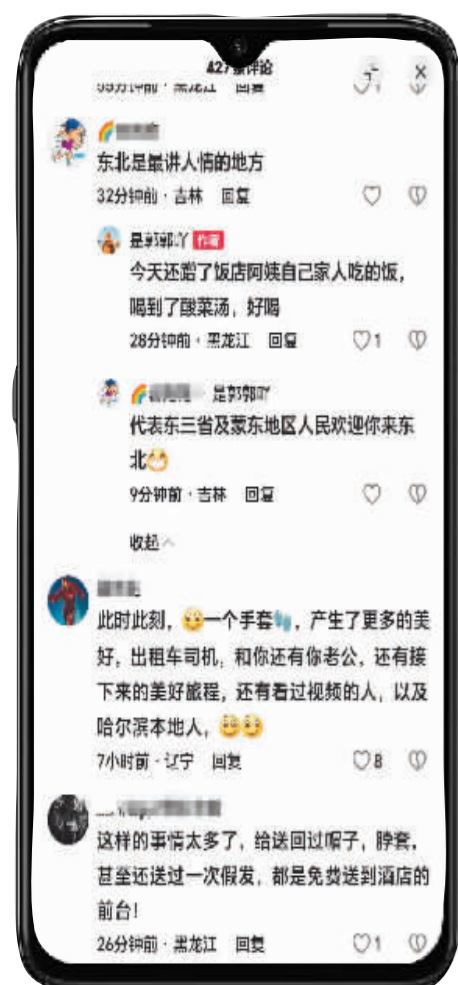 427条评论
55分钟前·黑龙江 回复
东北是最讲人情的地方
32分钟前·吉林 回复
是郭郭吖 作者
今天还蹭了饭店阿姨自己家人吃的饭，
喝到了酸菜汤，好喝
28分钟前·黑龙江 回复 1
是郭郭吖
代表东三省及蒙东地区人民欢迎你来东
北
9分钟前·吉林 回复
收起
此时此刻，一个手套，产生了更多的美
好，出租车司机，和你还有你老公，还有接
下来的美好旅程，还有看过视频的人，以及
哈尔滨本地人，
7小时前·辽宁 回复 8
这样的事情太多了，给送回过帽子，脖套，
甚至还送过一次假发，都是免费送到酒店的
前台！
26分钟前·黑龙江 回复 1